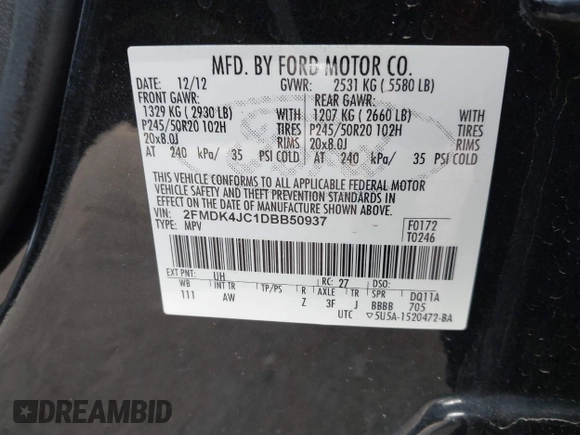 MFD. BY FORD MOTOR CO.
DATE: 12/12 GVWR: 2531 KG ( 5580 LB)
FRONT GAWR: REAR GAWR:
1329 KG ( 2930 LB) WITH 1207 KG ( 2660 LB) WITH
P245/50R20 102H TIRES P245/50R20 102H TIRES
20x8.0J RIMS 20x8.0J RIMS
AT 240 kPa/ 35 PSI COLD AT 240 kPa/ 35 PSI COLD
THIS VEHICLE CONFORMS TO ALL APPLICABLE FEDERAL MOTOR
VEHICLE SAFETY AND THEFT PREVENTION STANDARDS IN
EFFECT ON THE DATE OF MANUFACTURE SHOWN ABOVE.
VIN: 2FMDK4JC1DBB50937 F0172
TYPE: MPV T0246
EXT PNT: UH RC: 27 DSO:
WB INT TR TP/PS R AXLE TR SPR DQ11A
111 AW Z 3F J BBBB 705
UTC ▽5U5A-1520472-BA
DREAMBID